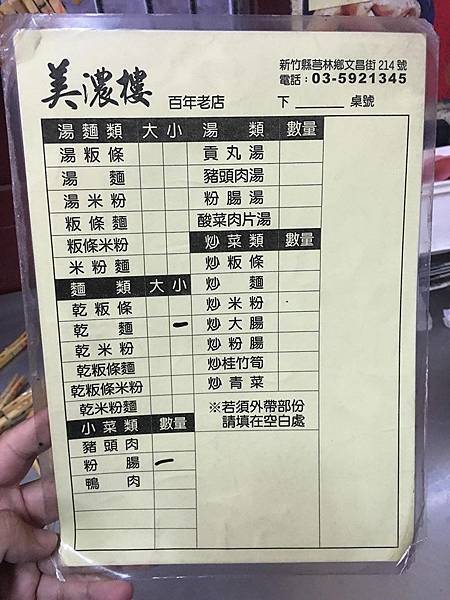 美濃樓 百年老店
新竹縣芎林鄉文昌街214號
電話：03-5921345
下 ______ 桌號
湯麵類 大 小
湯粄條
湯麵
湯米粉
粄條麵
粄條米粉
米粉麵
麵類 大 小
乾粄條
乾麵 一
乾米粉
乾粄條麵
乾粄條米粉
乾米粉麵
小菜類 數量
豬頭肉
粉腸 一
鴨肉
湯類 數量
貢丸湯
豬頭肉湯
粉腸湯
酸菜肉片湯
炒菜類 數量
炒粄條
炒麵
炒米粉
炒大腸
炒粉腸
炒桂竹筍
炒青菜
※若須外帶部份
請填在空白處